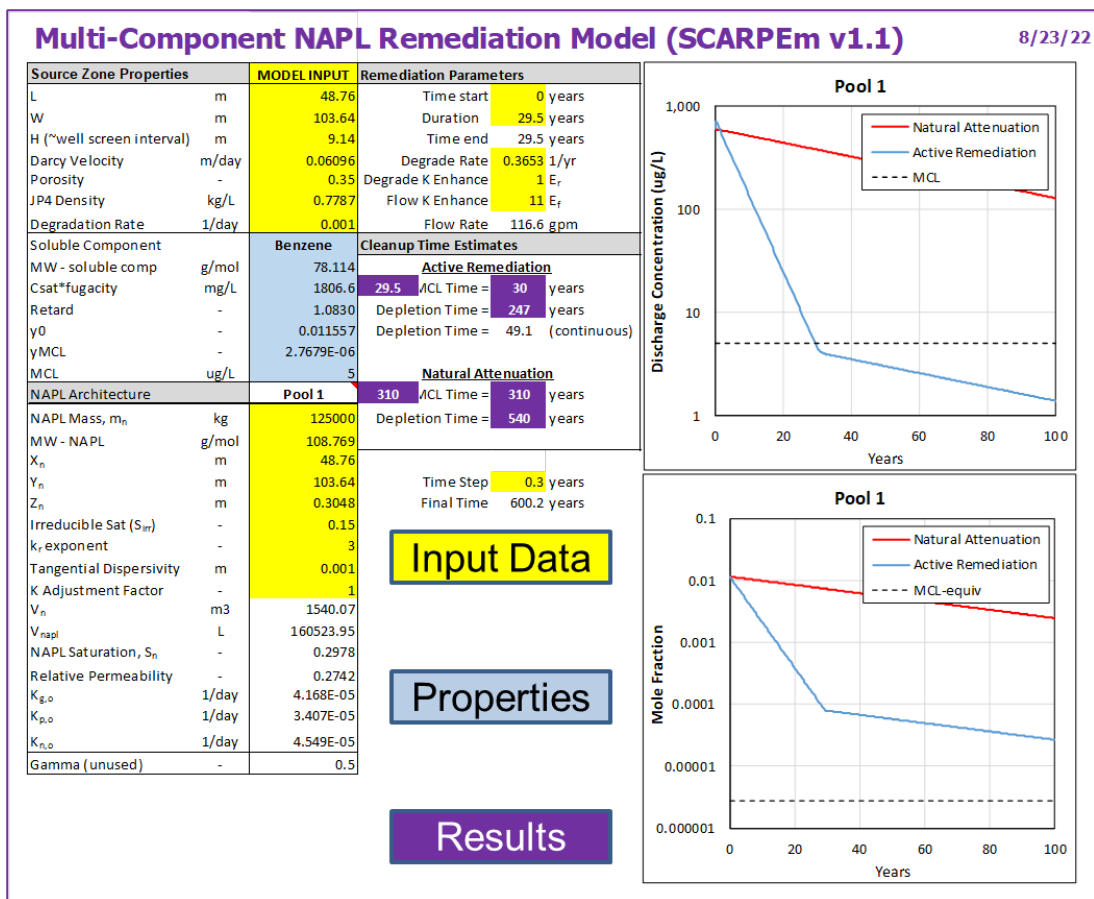 Multi-Component NAPL Remediation Model (SCARPEm v1.1) 8/23/22
Source Zone Properties MODEL INPUT
L m 48.76
W m 103.64
H (~well screen interval) m 9.14
Darcy Velocity m/day 0.06096
Porosity - 0.35
JP4 Density kg/L 0.7787
Degradation Rate 1/day 0.001
Soluble Component Benzene
MW - soluble comp g/mol 78.114
Csat*fugacity mg/L 1806.6
Retard - 1.0830
y0 - 0.011557
yMCL - 2.7679E-06
MCL ug/L 5
NAPL Architecture Pool 1
NAPL Mass, mn kg 125000
MW - NAPL g/mol 108.769
Xn m 48.76
Yn m 103.64
Zn m 0.3048
Irreducible Sat (Sirr) - 0.15
kr exponent - 3
Tangential Dispersivity m 0.001
K Adjustment Factor - 1
Vn m3 1540.07
Vnapl L 160523.95
NAPL Saturation, Sn - 0.2978
Relative Permeability - 0.2742
Kg,o 1/day 4.168E-05
Kp,o 1/day 3.407E-05
Kn,o 1/day 4.549E-05
Gamma (unused) - 0.5
Remediation Parameters
Time start 0 years
Duration 29.5 years
Time end 29.5 years
Degrade Rate 0.3653 1/yr
Degrade K Enhance 1 Er
Flow K Enhance 11 Ef
Flow Rate 116.6 gpm
Cleanup Time Estimates
Active Remediation
29.5 MCL Time = 30 years
Depletion Time = 247 years
Depletion Time = 49.1 (continuous)
Natural Attenuation
310 MCL Time = 310 years
Depletion Time = 540 years
Time Step 0.3 years
Final Time 600.2 years
Input Data
Properties
Results
Pool 1
Discharge Concentration (ug/L)
1,000
100
10
1
Natural Attenuation
Active Remediation
MCL
0 20 40 60 80 100
Years
Pool 1
Mole Fraction
0.1
0.01
0.001
0.0001
0.00001
0.000001
Natural Attenuation
Active Remediation
MCL-equiv
0 20 40 60 80 100
Years